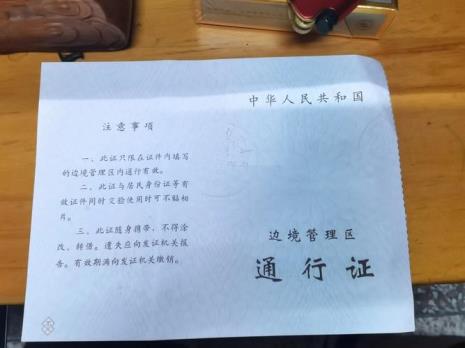 注意事项
一、此证只限在证件内填写
的边境管理区内通行有效。
二、此证与居民身份证等有
效证件同时交验使用时可不贴相
片。
三、此证随身携带，不得涂
改、转借。遗失应向发证机关报
告。有效期满向发证机关缴销。
中华人民共和国
边境管理区
通行证